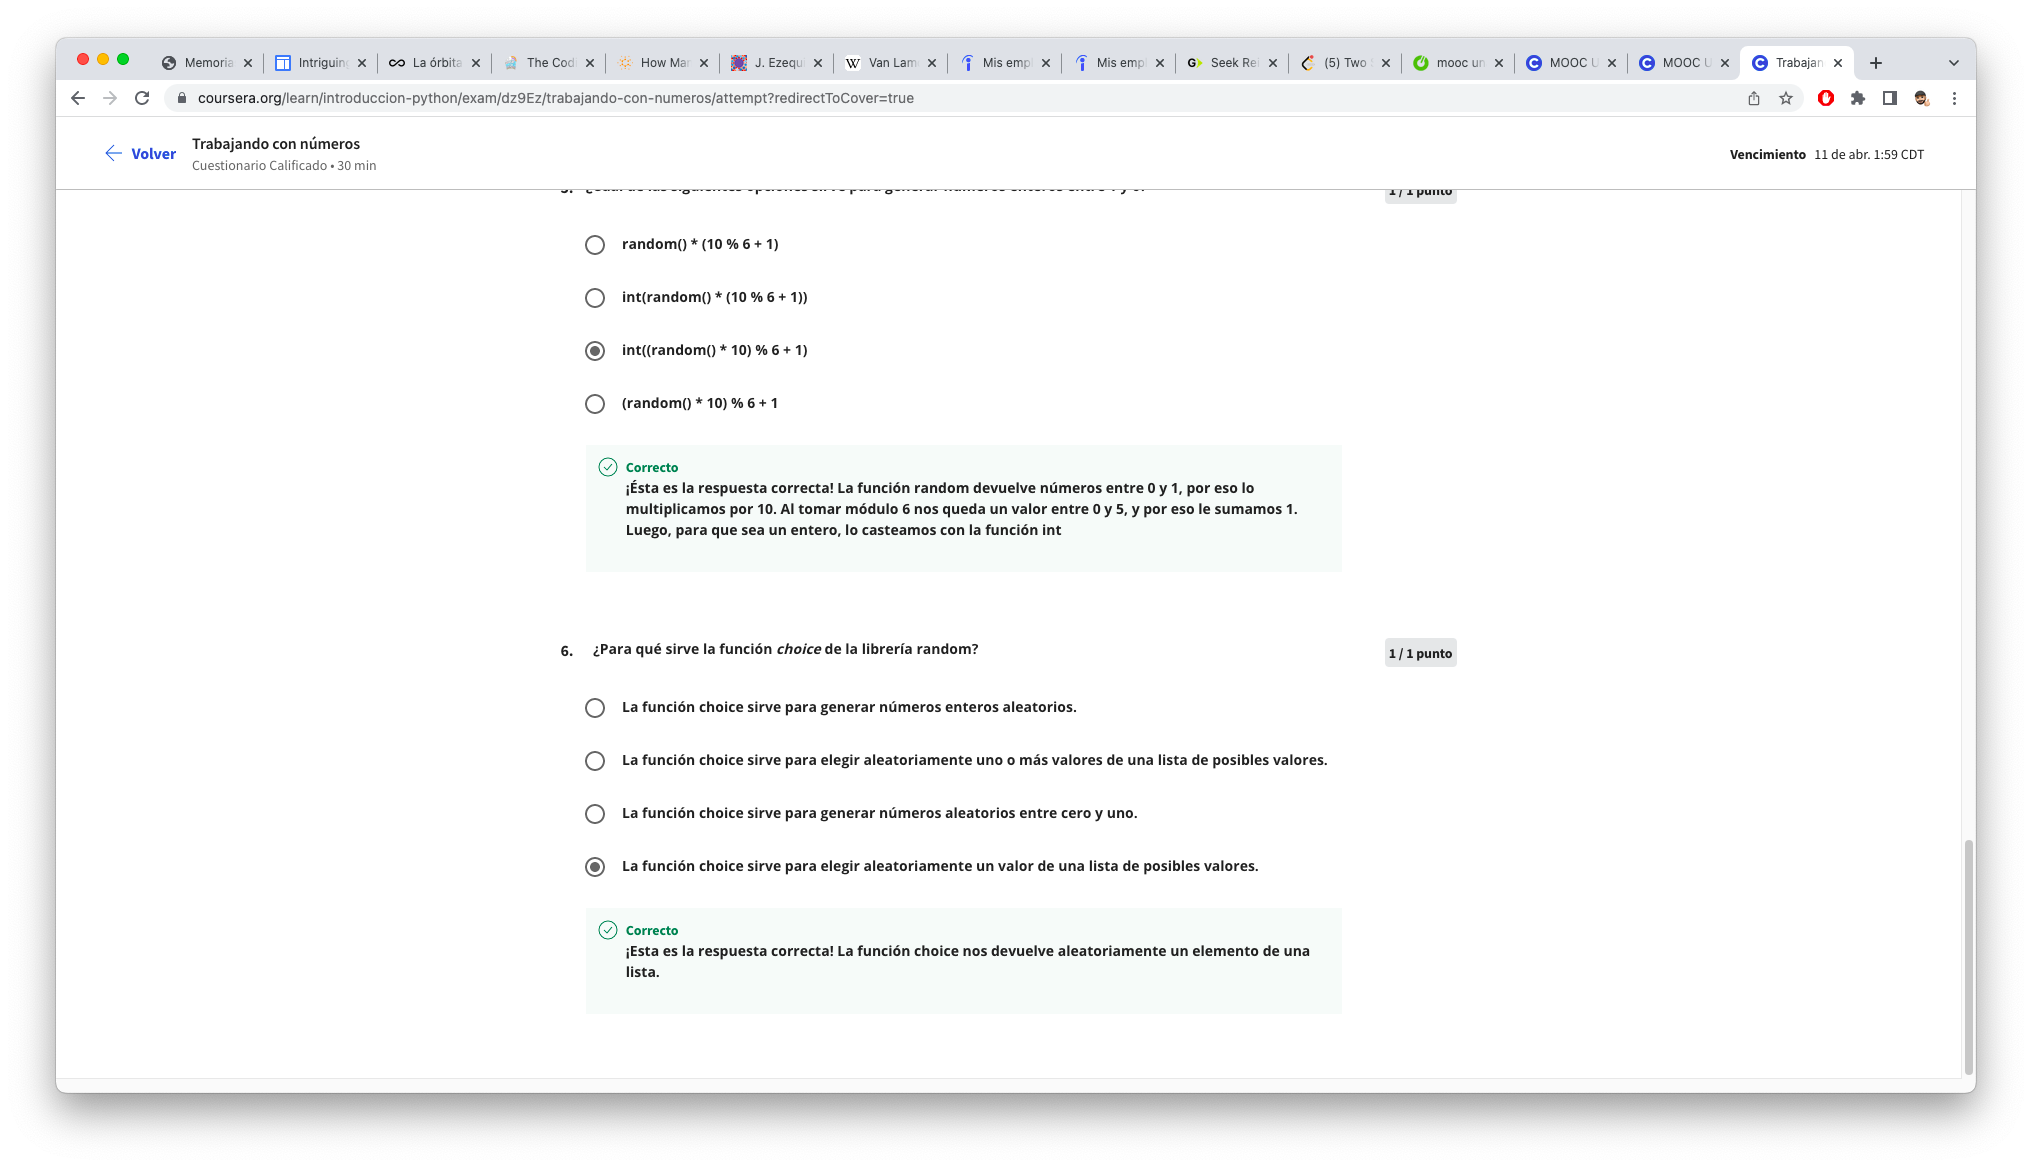 Memoria
Intriguin
La órbita
The Cod
How Mar
J. Ezequ
Van Lam
Mis emp
Mis emp
Seek Re
(5) Two
mooc un
MOOC U
MOOC U
Trabajan
coursera.org/learn/introduccion-python/exam/dz9Ez/trabajando-con-numeros/attempt?redirectToCover=true
Volver
Trabajando con números
Cuestionario Calificado • 30 min
Vencimiento 11 de abr. 1:59 CDT
1 / 1 punto
random() * (10 % 6 + 1)
int(random() * (10 % 6 + 1))
int((random() * 10) % 6 + 1)
(random() * 10) % 6 + 1
Correcto
¡Ésta es la respuesta correcta! La función random devuelve números entre 0 y 1, por eso lo
multiplicamos por 10. Al tomar módulo 6 nos queda un valor entre 0 y 5, y por eso le sumamos 1.
Luego, para que sea un entero, lo casteamos con la función int
6. ¿Para qué sirve la función choice de la librería random?
1 / 1 punto
La función choice sirve para generar números enteros aleatorios.
La función choice sirve para elegir aleatoriamente uno o más valores de una lista de posibles valores.
La función choice sirve para generar números aleatorios entre cero y uno.
La función choice sirve para elegir aleatoriamente un valor de una lista de posibles valores.
Correcto
¡Esta es la respuesta correcta! La función choice nos devuelve aleatoriamente un elemento de una
lista.